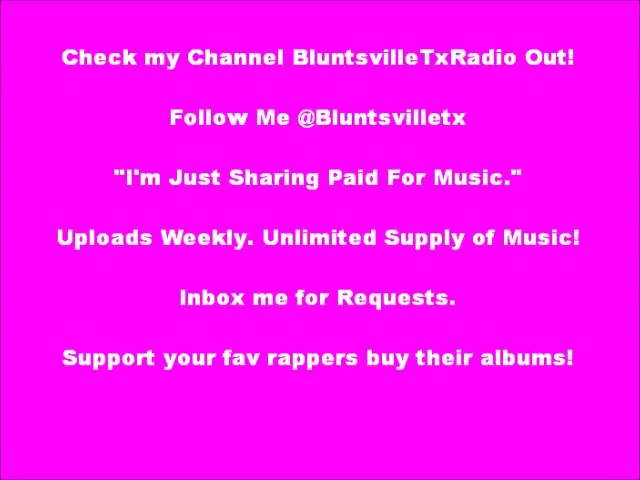 Check my Channel BluntsvilleTxRadio Out!
Follow Me @Bluntsvilletx
"I'm Just Sharing Paid For Music."
Uploads Weekly. Unlimited Supply of Music!
Inbox me for Requests.
Support your fav rappers buy their albums!